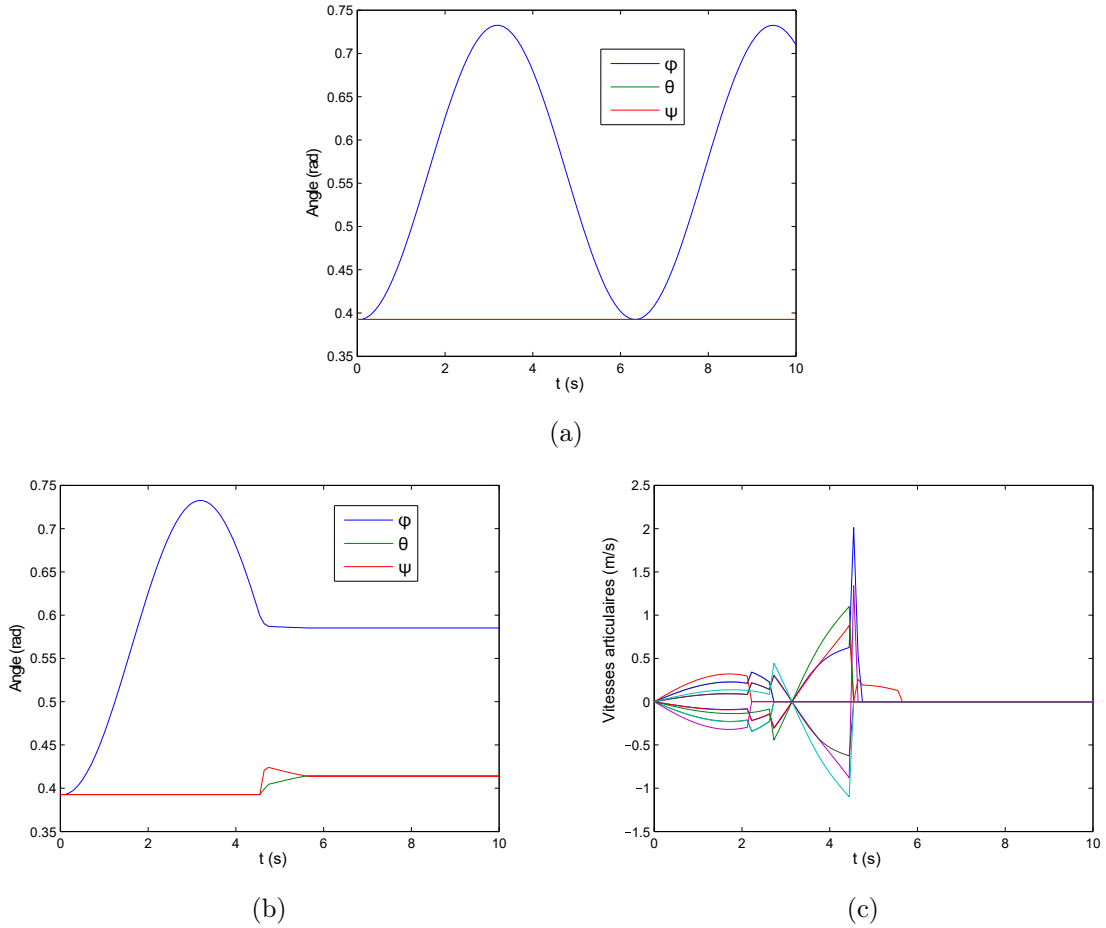 0.75
0.7
0.65
0.6
0.55
0.5
0.45
0.4
0.35
Angle (rad)
φ
θ
ψ
0 2 4 6 8 10
t (s)
(a)
0.75
0.7
0.65
0.6
0.55
0.5
0.45
0.4
0.35
Angle (rad)
φ
θ
ψ
0 2 4 6 8 10
t (s)
(b)
2.5
2
1.5
1
0.5
0
−0.5
−1
−1.5
Vitesses articulaires (m/s)
0 2 4 6 8 10
t (s)
(c)